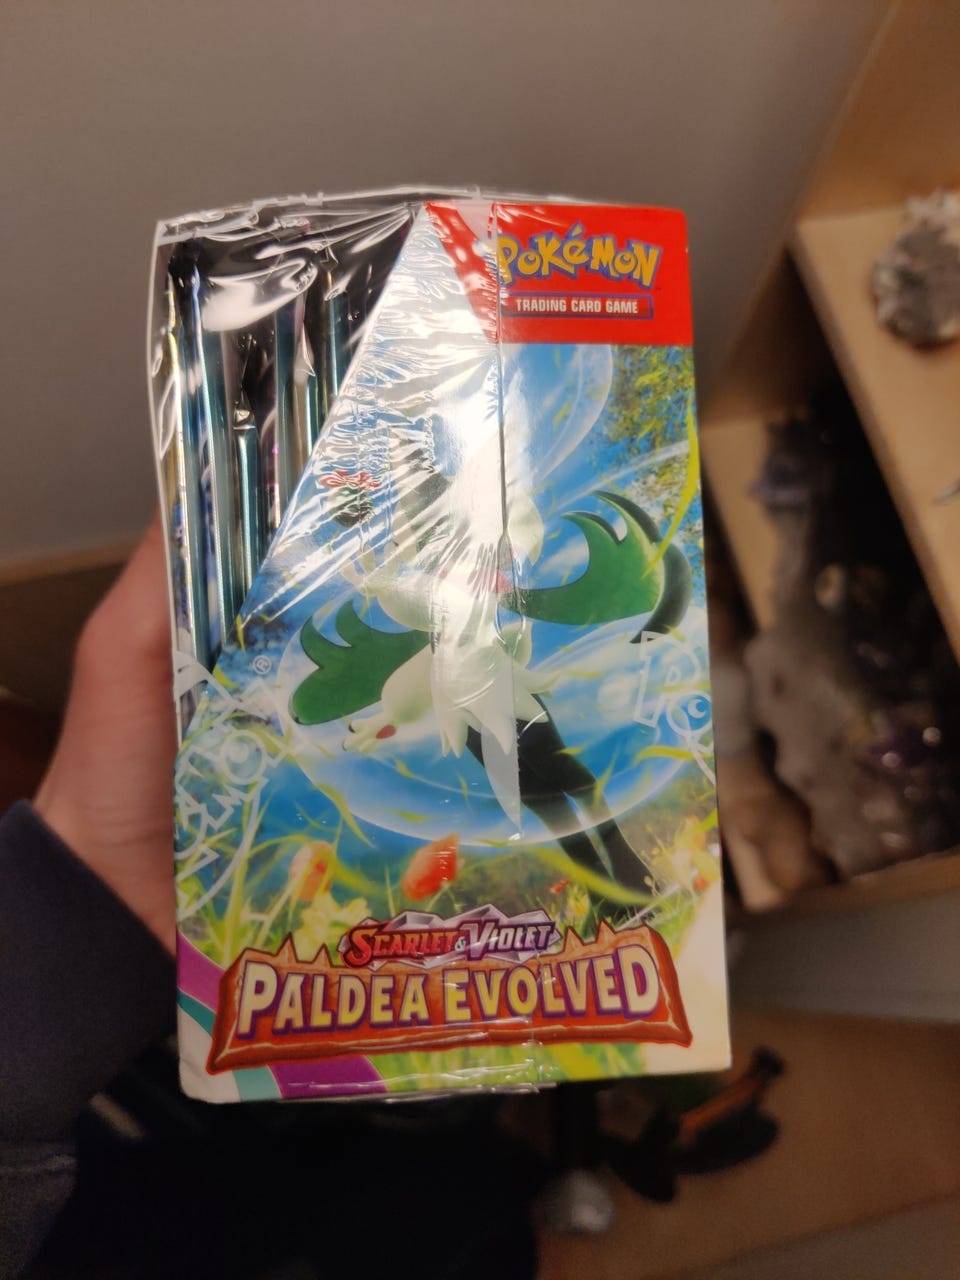 POKéMON
TRADING CARD GAME
®
SCARLET & VIOLET
PALDEA EVOLVED